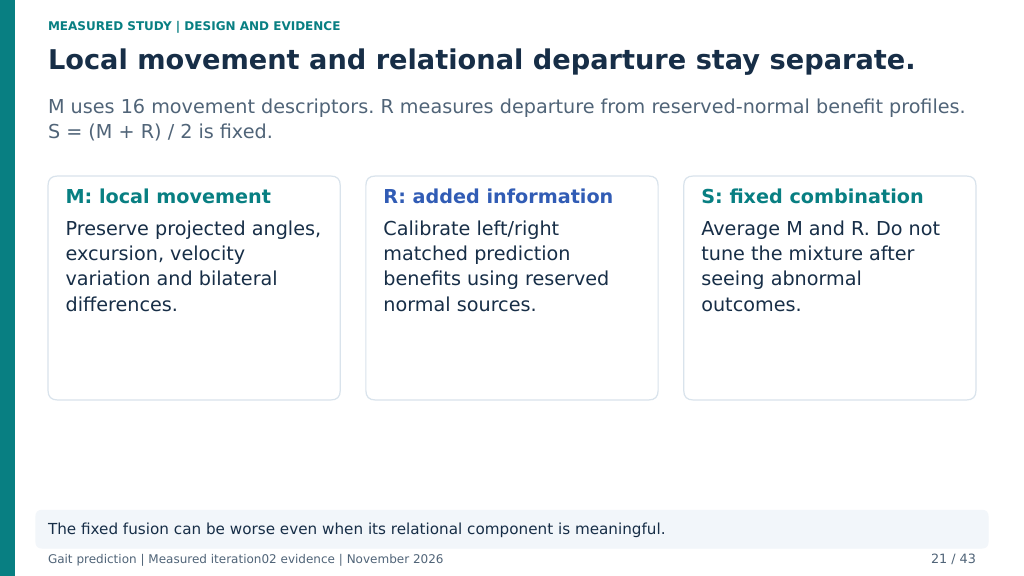 MEASURED STUDY | DESIGN AND EVIDENCE
Local movement and relational departure stay separate.
M uses 16 movement descriptors. R measures departure from reserved-normal benefit profiles.
S = (M + R) / 2 is fixed.
M: local movement
Preserve projected angles,
excursion, velocity
variation and bilateral
differences.
R: added information
Calibrate left/right
matched prediction
benefits using reserved
normal sources.
S: fixed combination
Average M and R. Do not
tune the mixture after
seeing abnormal
outcomes.
The fixed fusion can be worse even when its relational component is meaningful.
Gait prediction | Measured iteration02 evidence | November 2026
21 / 43